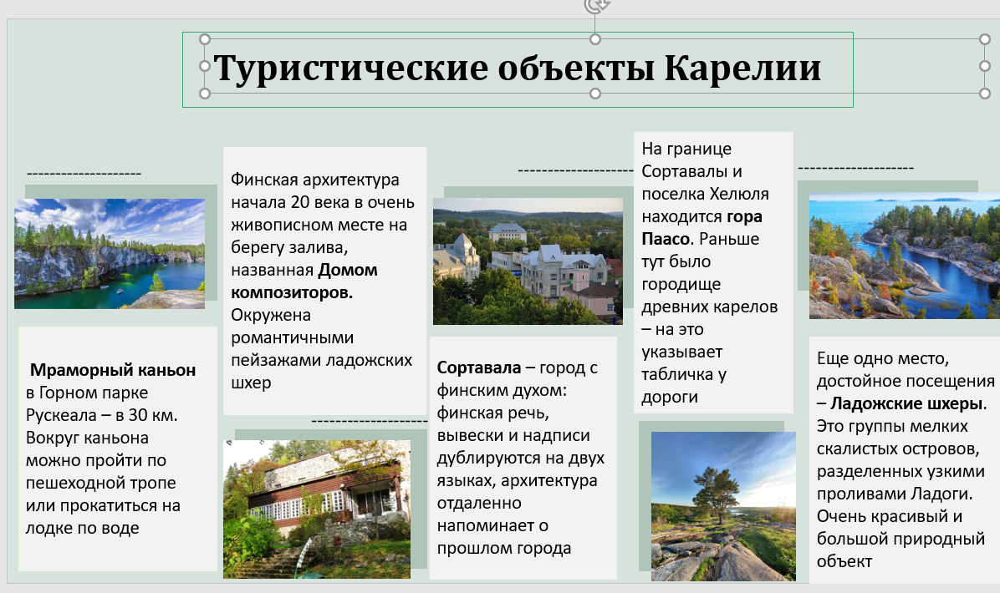 Туристические объекты Карелии
--------------------
Мраморный каньон
в Горном парке
Рускеала – в 30 км.
Вокруг каньона
можно пройти по
пешеходной тропе
или прокатиться на
лодке по воде
Финская архитектура
начала 20 века в очень
живописном месте на
берегу залива,
названная Домом
композиторов.
Окружена
романтичными
пейзажами ладожских
шхер
--------------------
--------------------
Сортавала – город с
финским духом:
финская речь,
вывески и надписи
дублируются на двух
языках, архитектура
отдаленно
напоминает о
прошлом города
На границе
Сортавалы и
поселка Хелюля
находится гора
Паасо. Раньше
тут было
городище
древних карелов
– на это
указывает
табличка у
дороги
--------------------
Еще одно место,
достойное посещения
– Ладожские шхеры.
Это группы мелких
скалистых островов,
разделенных узкими
проливами Ладоги.
Очень красивый и
большой природный
объект